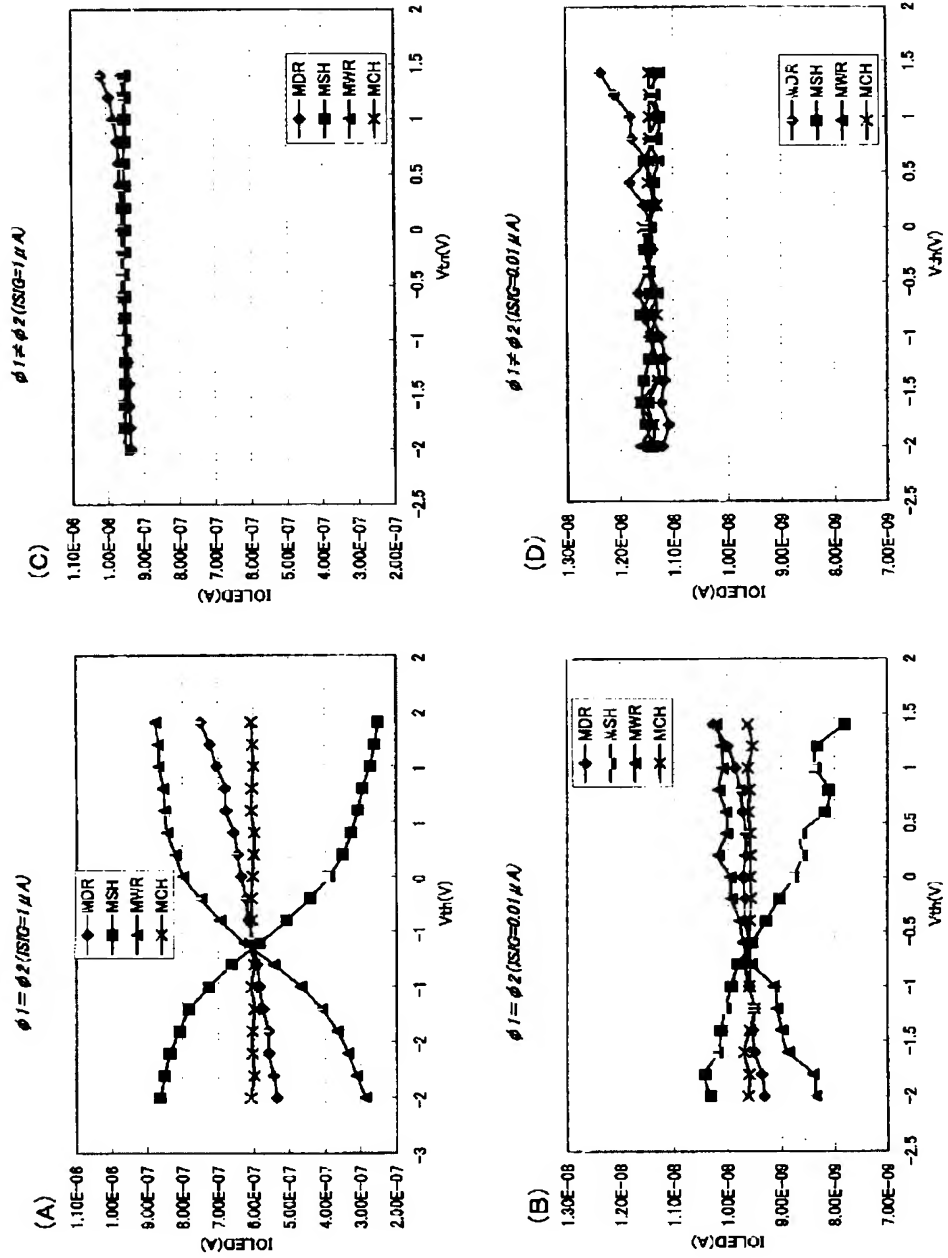 (A)
φ1=φ2(ISIG=1μA)
1.10E-06
1.00E-06
9.00E-07
8.00E-07
7.00E-07
6.00E-07
5.00E-07
4.00E-07
3.00E-07
2.00E-07
IOLED(A)
-3 -2 -2 -1 -1 0 1 1 2 2
Vth(V)
MDR
MSH
MWR
MCH
(B)
φ1=φ2(ISIG=0.01μA)
1.30E-08
1.20E-08
1.10E-08
1.00E-08
9.00E-09
8.00E-09
7.00E-09
IOLED(A)
-2.5 -2 -1.5 -1 -0.5 0 0.5 1 1.5 2
Vth(V)
MDR
MSH
MWR
MCH
(C)
φ1≠φ2(ISIG=1μA)
1.10E-06
1.00E-06
9.00E-07
8.00E-07
7.00E-07
6.00E-07
5.00E-07
4.00E-07
3.00E-07
2.00E-07
IOLED(A)
-2.5 -2 -1.5 -1 -0.5 0 0.5 1 1.5 2
Vth(V)
MDR
MSH
MWR
MCH
(D)
φ1≠φ2(ISIG=0.01μA)
1.30E-08
1.20E-08
1.10E-08
1.00E-08
9.00E-09
8.00E-09
7.00E-09
IOLED(A)
-2.5 -2 -1.5 -1 -0.5 0 0.5 1 1.5 2
Vth(V)
MDR
MSH
MWR
MCH